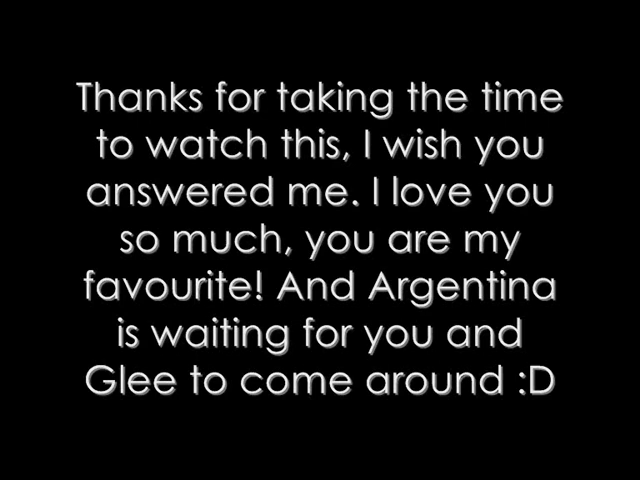 Thanks for taking the time
to watch this, I wish you
answered me. I love you
so much, you are my
favourite! And Argentina
is waiting for you and
Glee to come around :D